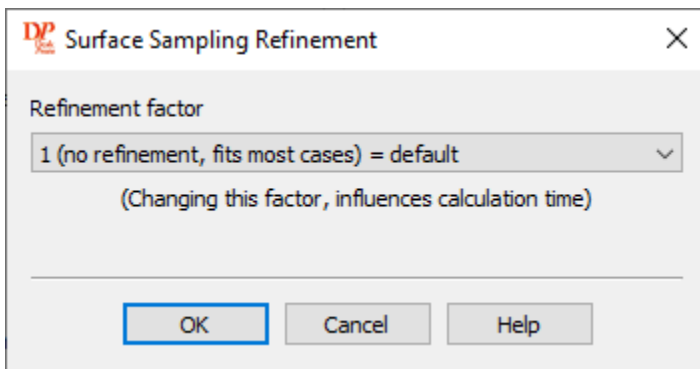 DP Surface Sampling Refinement
Refinement factor
1 (no refinement, fits most cases) = default
(Changing this factor, influences calculation time)
OK Cancel Help